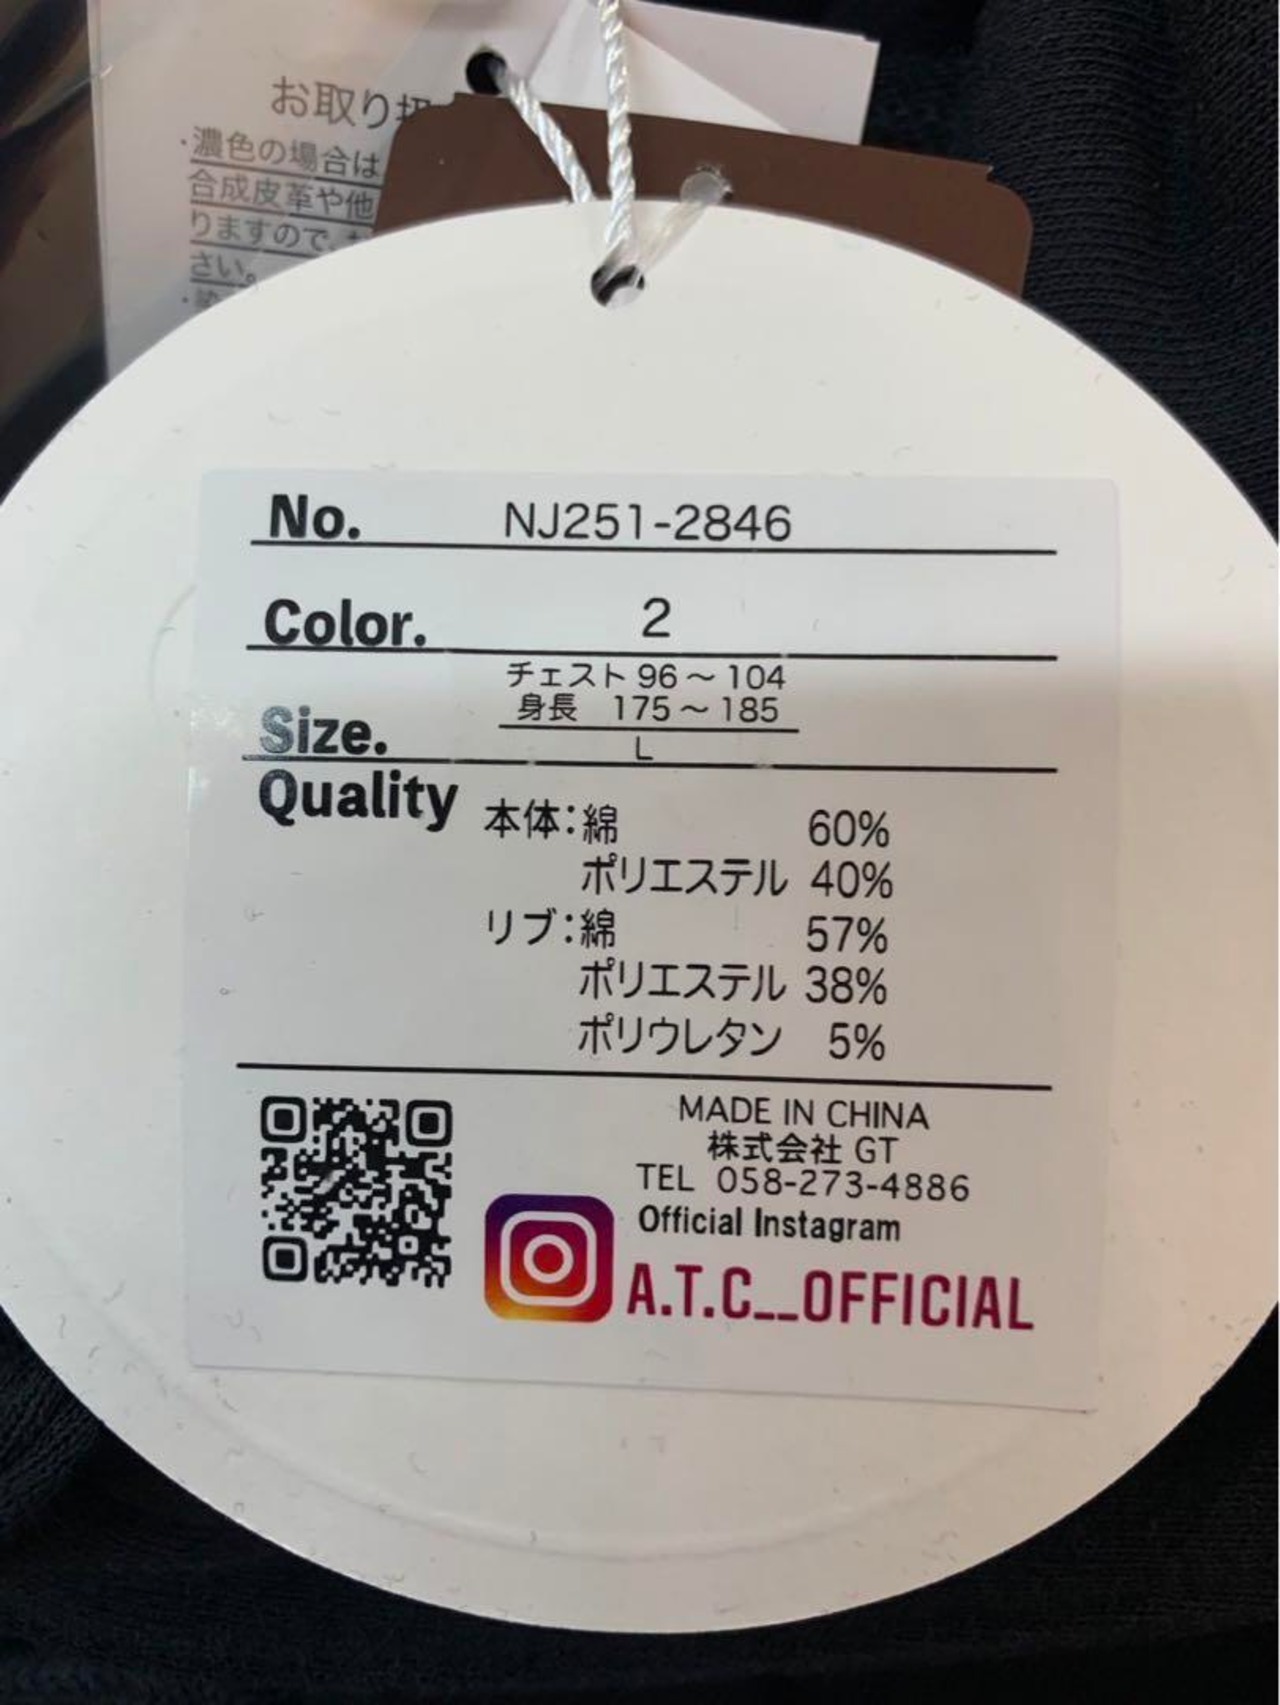 お取り扱
・濃色の場合は
合成皮革や他
りますので、
さい。
No. NJ251-2846
Color. 2
チェスト 96～104
身長 175～185
Size. L
Quality 本体：綿 60%
ポリエステル 40%
リブ：綿 57%
ポリエステル 38%
ポリウレタン 5%
MADE IN CHINA
株式会社 GT
TEL 058-273-4886
Official Instagram
A.T.C__OFFICIAL